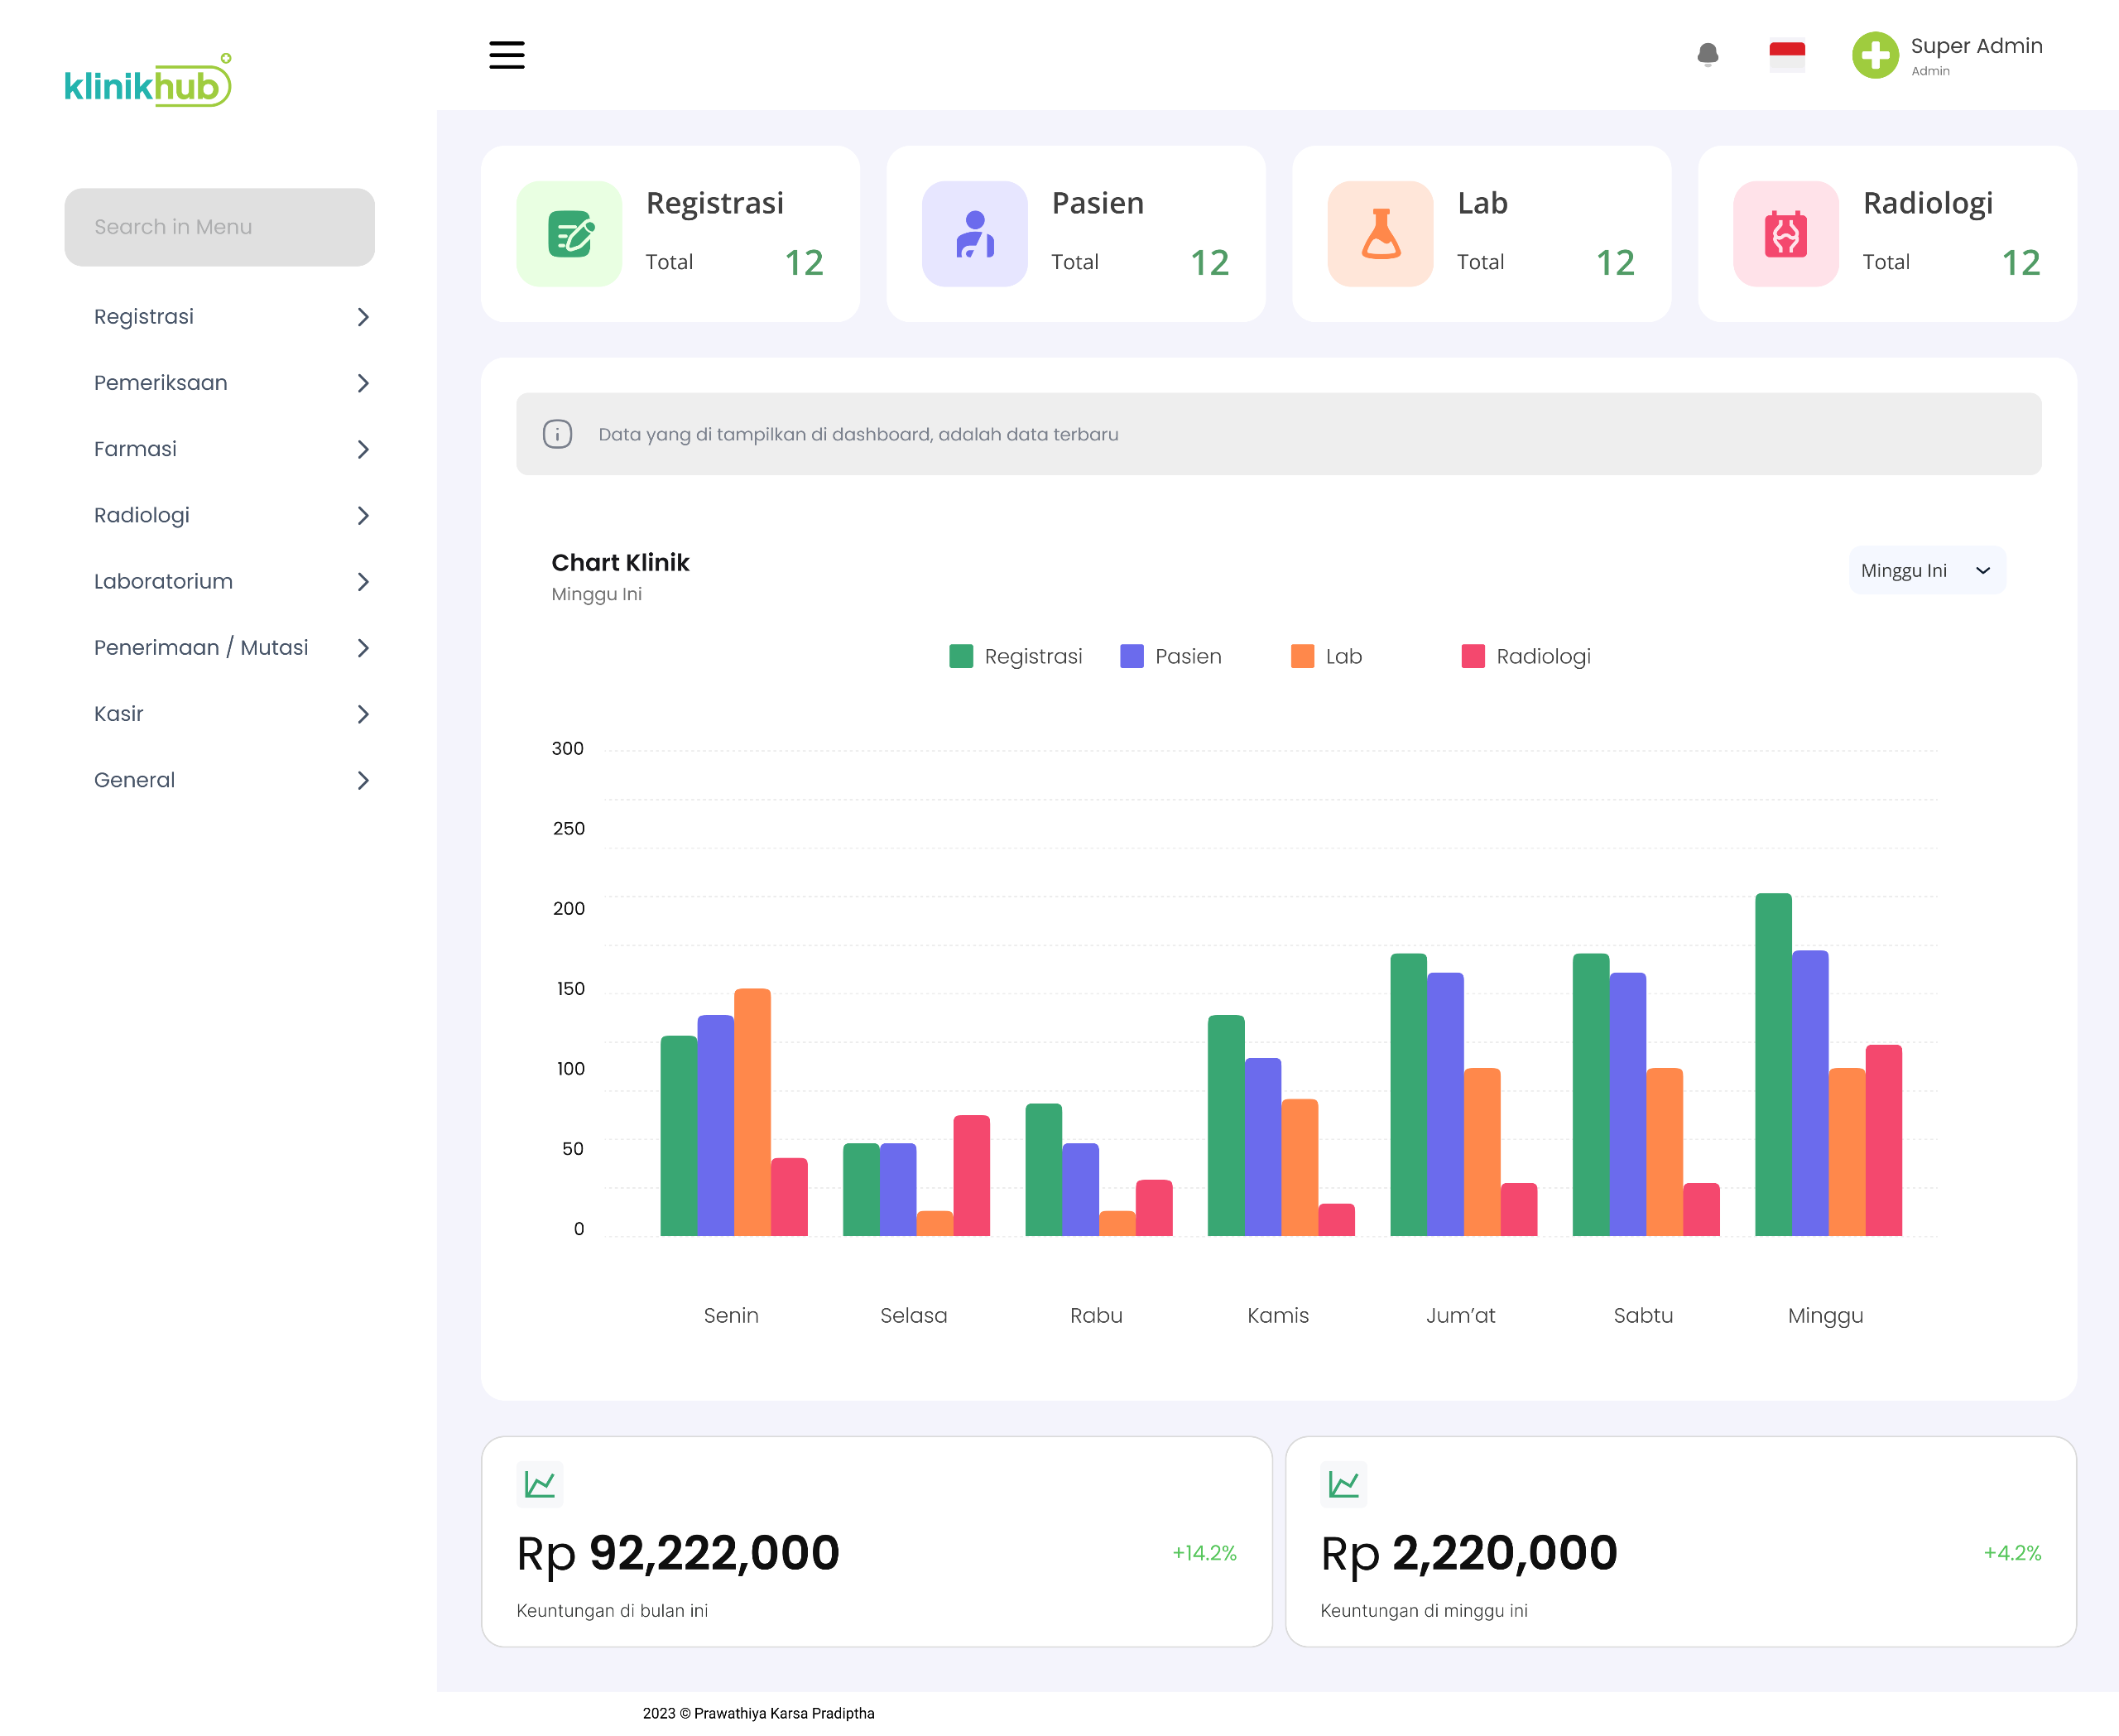 klinikhub
Super Admin
Admin
Search in Menu
Registrasi
Pemeriksaan
Farmasi
Radiologi
Laboratorium
Penerimaan / Mutasi
Kasir
General
Registrasi
Total 12
Pasien
Total 12
Lab
Total 12
Radiologi
Total 12
Data yang di tampilkan di dashboard, adalah data terbaru
Chart Klinik
Minggu Ini
Minggu Ini
Registrasi Pasien Lab Radiologi
300
250
200
150
100
50
0
Senin Selasa Rabu Kamis Jum’at Sabtu Minggu
Rp 92,222,000 +14.2%
Keuntungan di bulan ini
Rp 2,220,000 +4.2%
Keuntungan di minggu ini
2023 © Prawathiya Karsa Pradiptha